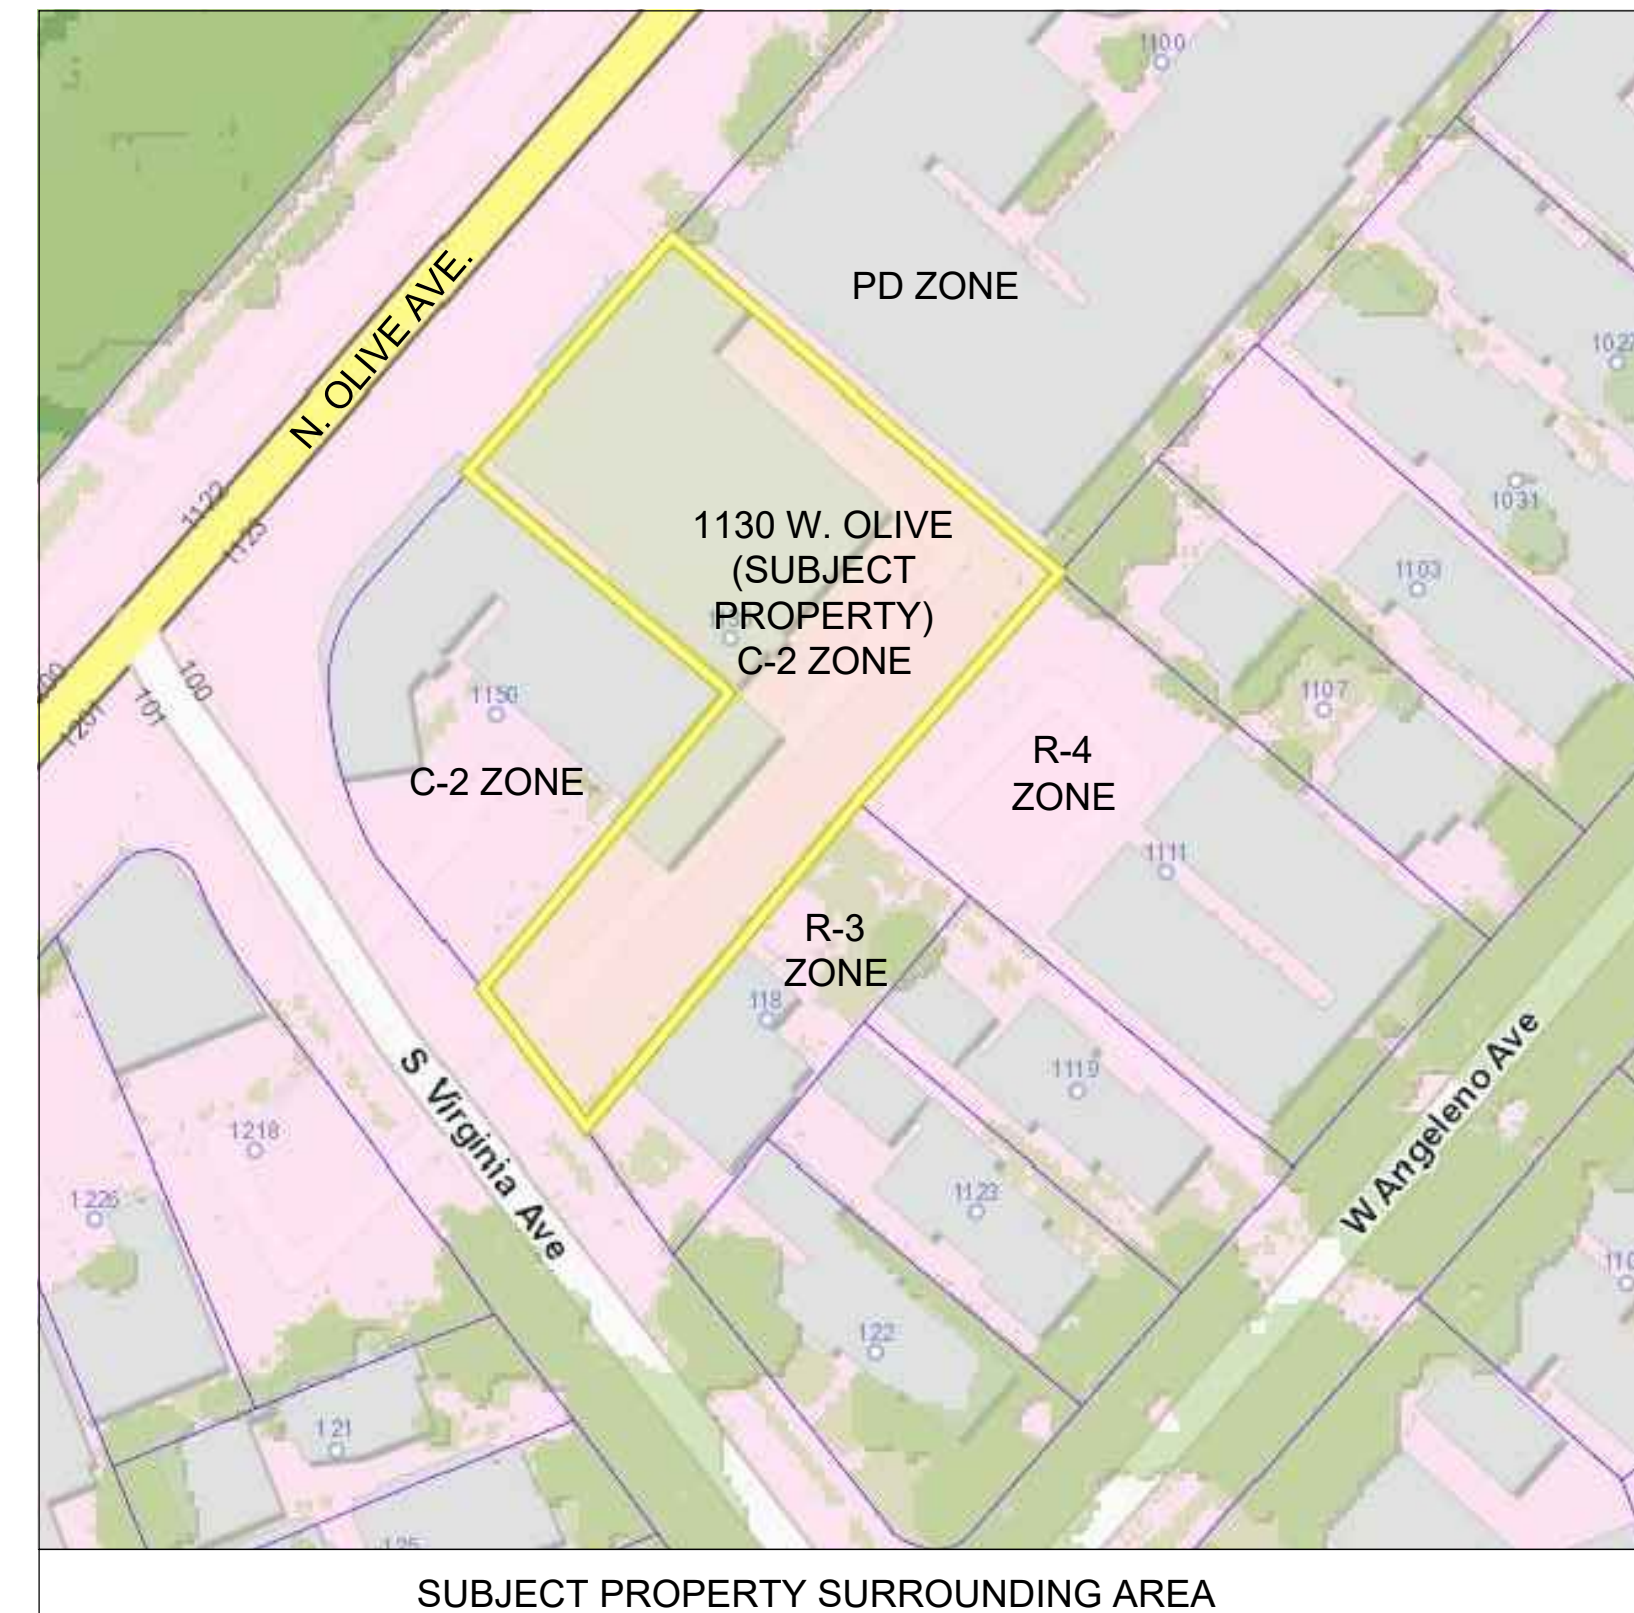 1100
PD ZONE
N. OLIVE AVE.
1122
1123
1031
1130 W. OLIVE
(SUBJECT
PROPERTY)
C-2 ZONE
1103
1107
1201
100
101
1150
C-2 ZONE
R-4
ZONE
1111
R-3
ZONE
118
1119
S Virginia Ave
W Angeleno Ave
1218
1226
1123
122
121
SUBJECT PROPERTY SURROUNDING AREA